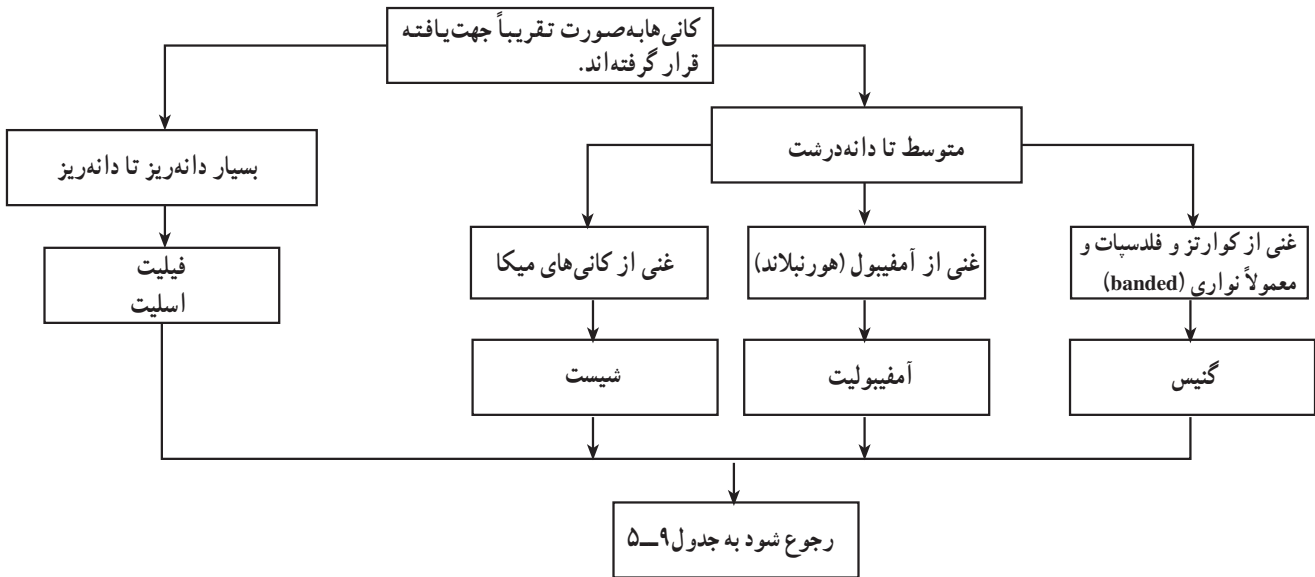 کانی‌ها به‌صورت تقریباً جهت‌یافته
قرار گرفته‌اند.
متوسط تا دانه‌درشت
بسیار دانه‌ریز تا دانه‌ریز
غنی از کوارتز و فلدسپات و
معمولاً نواری (banded)
غنی از آمفیبول (هورنبلاند)
غنی از کانی‌های میکا
فیلیت
اسلیت
گنیس
آمفیبولیت
شیست
رجوع شود به جدول ۹ــ۵